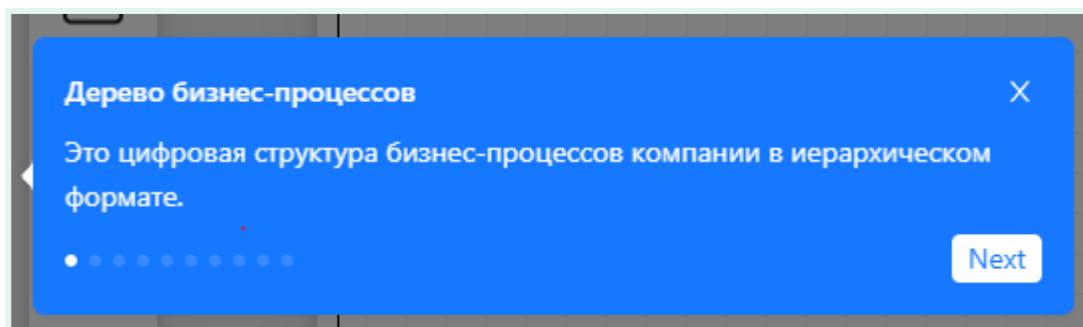 Дерево бизнес-процессов
Это цифровая структура бизнес-процессов компании в иерархическом
формате.
Next